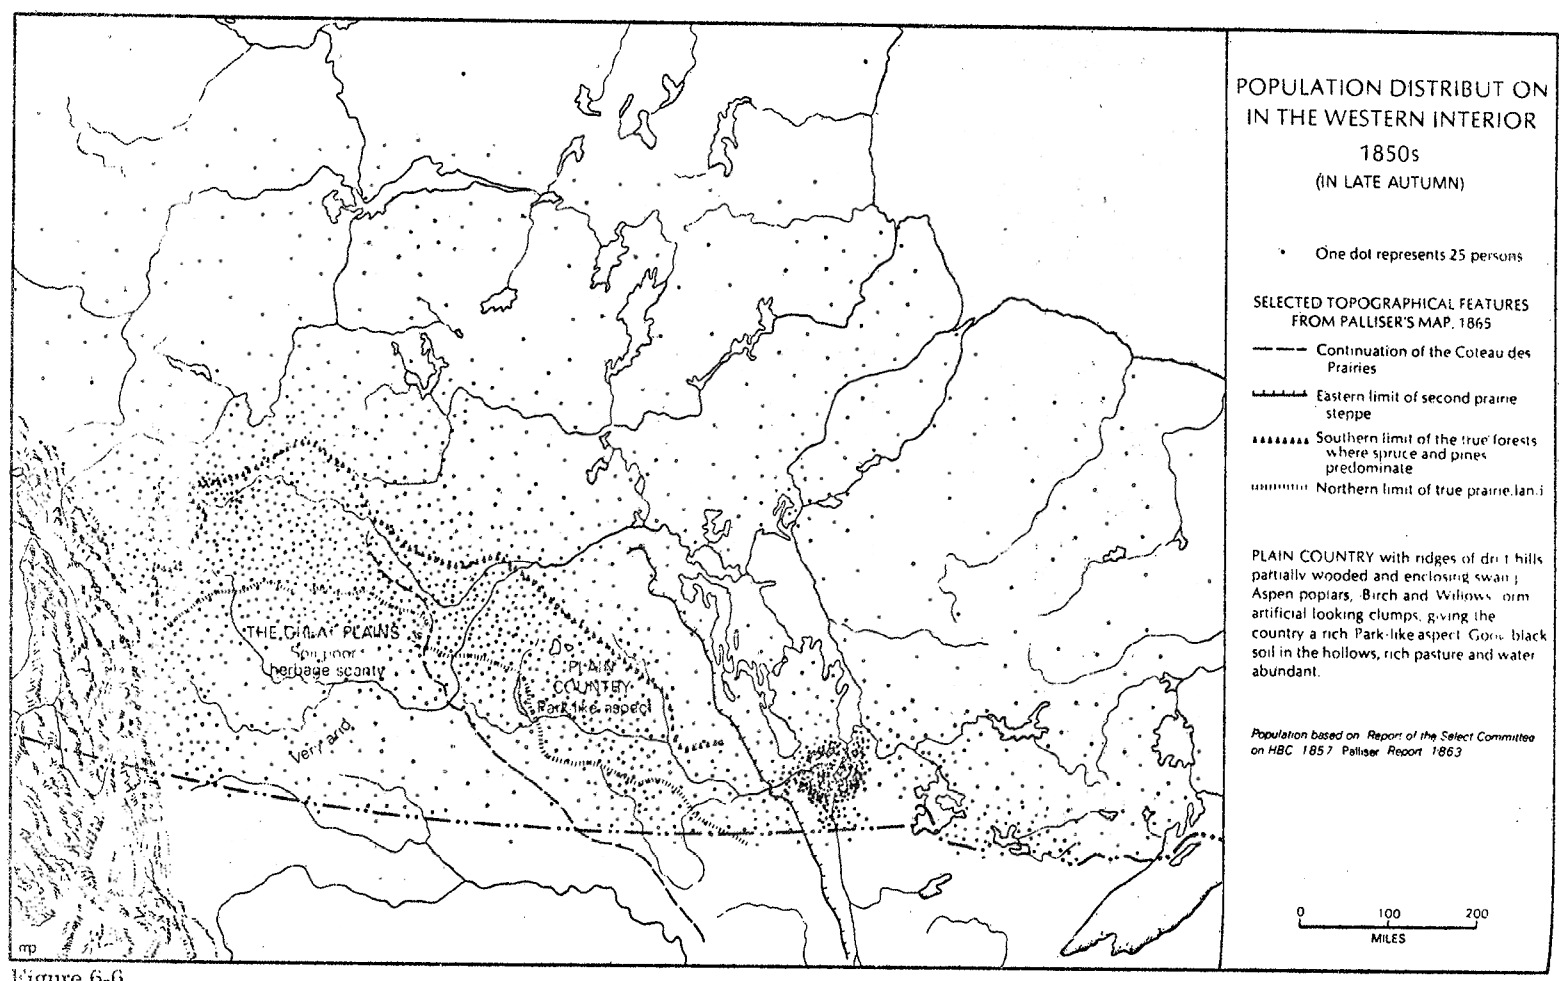 POPULATION DISTRIBUT ON
IN THE WESTERN INTERIOR
1850s
(IN LATE AUTUMN)
One dot represents 25 persons
SELECTED TOPOGRAPHICAL FEATURES
FROM PALLISER'S MAP, 1865
Continuation of the Coteau des
Prairies
Eastern limit of second prairie
steppe
Southern limit of the true forests
where spruce and pines
predominate
Northern limit of true prairie
PLAIN COUNTRY with ridges of hills
partially wooded and enclosing
Aspen poplars, Birch and Willows
artificial looking clumps, giving the
country a rich Park-like aspect black
soil in the hollows, rich pasture and water
abundant.
Population based on Report of the Select Committee
on HBC 1857 Palliser Report 1863
0 100 200
MILES
THE PLAINS
herbage scanty
Very arid
PLAIN
COUNTRY
Park like aspect
mp
Figure 6-6